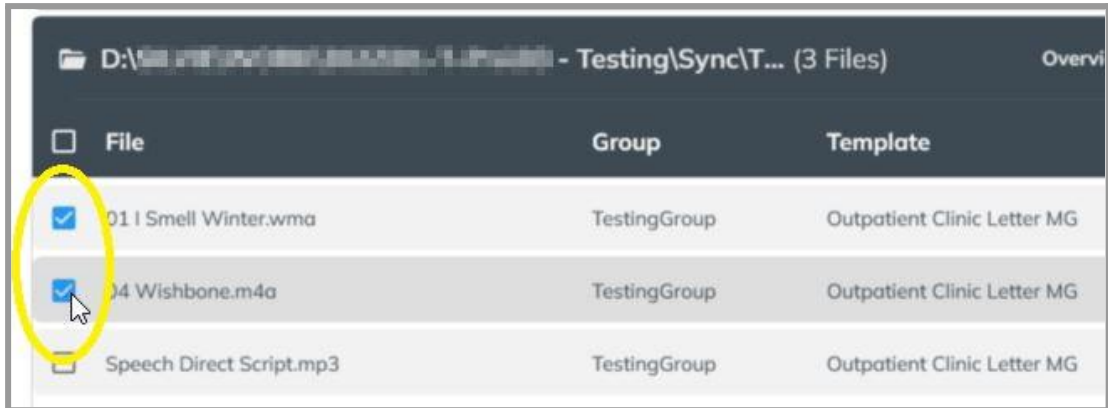 D:\ - Testing\Sync\T... (3 Files) Overvi
File Group Template
01 I Smell Winter.wma TestingGroup Outpatient Clinic Letter MG
04 Wishbone.m4a TestingGroup Outpatient Clinic Letter MG
Speech Direct Script.mp3 TestingGroup Outpatient Clinic Letter MG